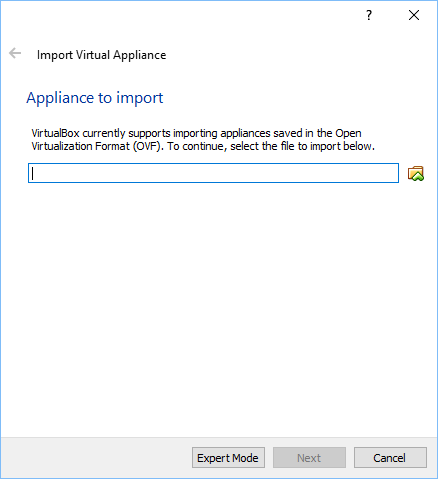 ?
Import Virtual Appliance
Appliance to import
VirtualBox currently supports importing appliances saved in the Open
Virtualization Format (OVF). To continue, select the file to import below.
Expert Mode Next Cancel